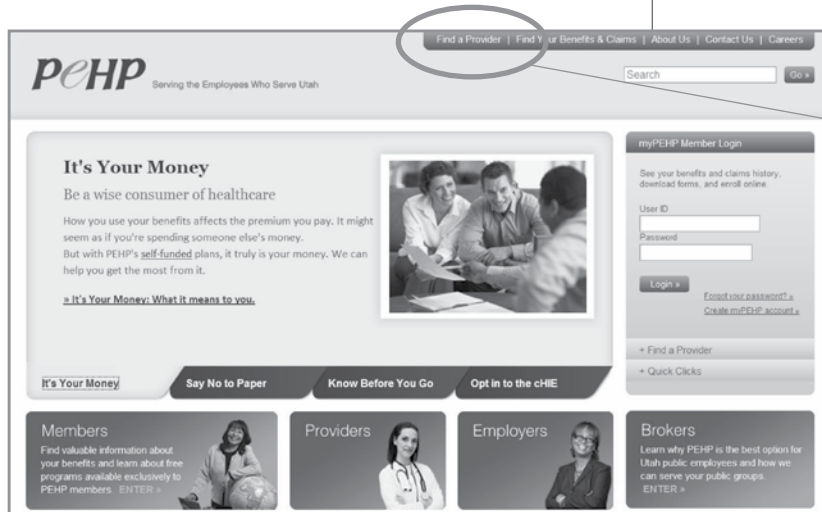 Find a Provider | Find Your Benefits & Claims | About Us | Contact Us | Careers
PeHP Serving the Employees Who Serve Utah
Search Go »
It's Your Money
Be a wise consumer of healthcare
How you use your benefits affects the premium you pay. It might
seem as if you're spending someone else's money.
But with PEHP's self-funded plans, it truly is your money. We can
help you get the most from it.
» It's Your Money: What it means to you.
myPEHP Member Login
See your benefits and claims history,
download forms, and enroll online.
User ID
Password
Login »
Forgot your password? »
Create myPEHP account »
+ Find a Provider
+ Quick Clicks
It's Your Money
Say No to Paper
Know Before You Go
Opt in to the cHIE
Members
Find valuable information about
your benefits and learn about free
programs available exclusively to
PEHP members. ENTER »
Providers
Employers
Brokers
Learn why PEHP is the best option for
Utah public employees and how we
can serve your public groups.
ENTER »